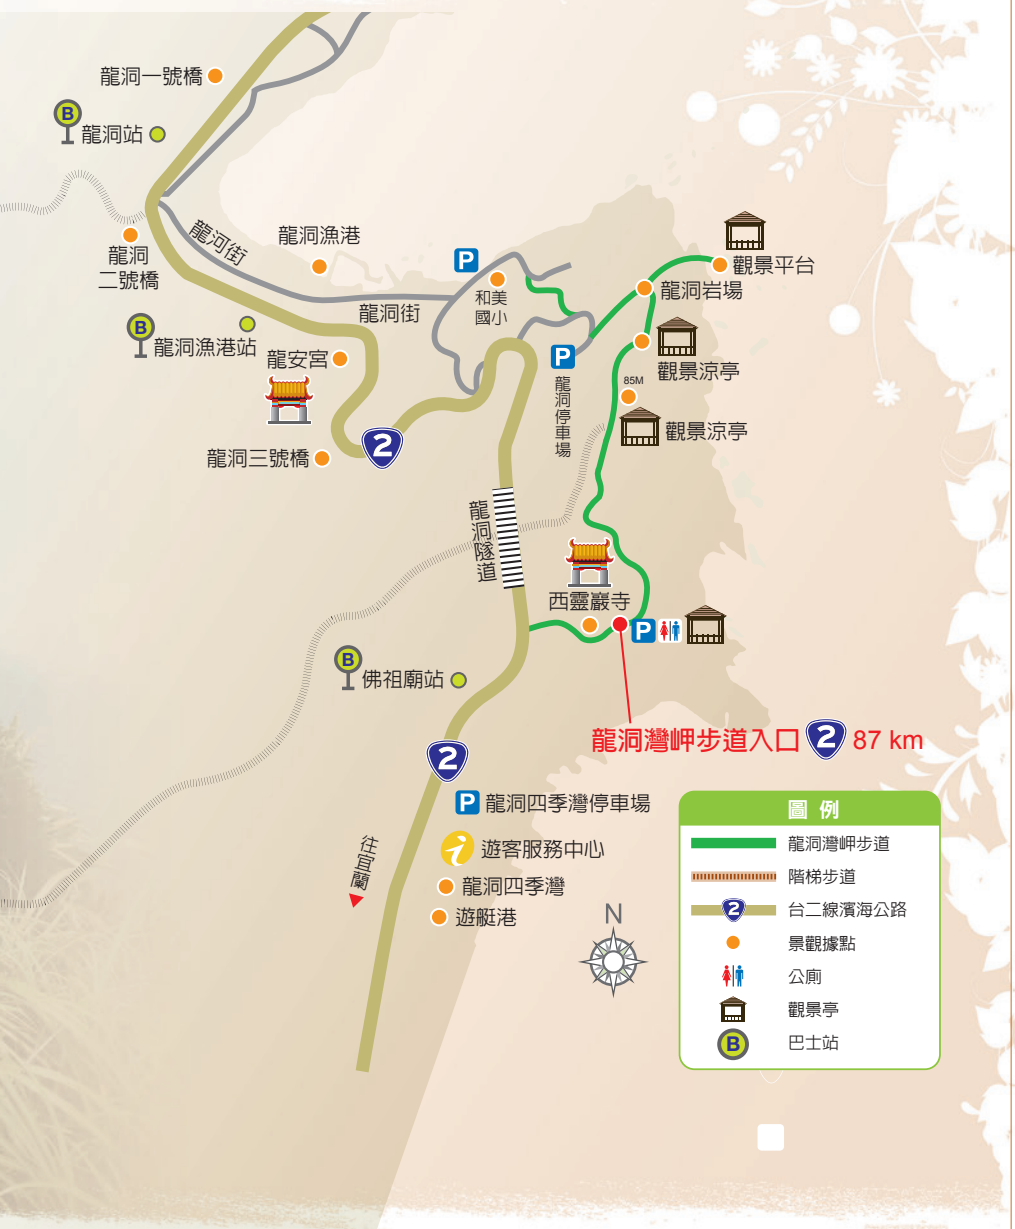 龍洞一號橋
B
龍洞站
龍河街
龍洞漁港
龍洞
二號橋
P
和美
國小
觀景平台
龍洞岩場
龍洞街
B
龍洞漁港站
龍安宮
P
龍洞停車場
觀景涼亭
85M
觀景涼亭
2
龍洞三號橋
龍洞隧道
西靈巖寺
P
B
佛祖廟站
龍洞灣岬步道入口 2 87 km
2
P 龍洞四季灣停車場
遊客服務中心
往宜蘭
龍洞四季灣
遊艇港
N
圖例
龍洞灣岬步道
階梯步道
2 台二線濱海公路
景觀據點
公廁
觀景亭
B 巴士站